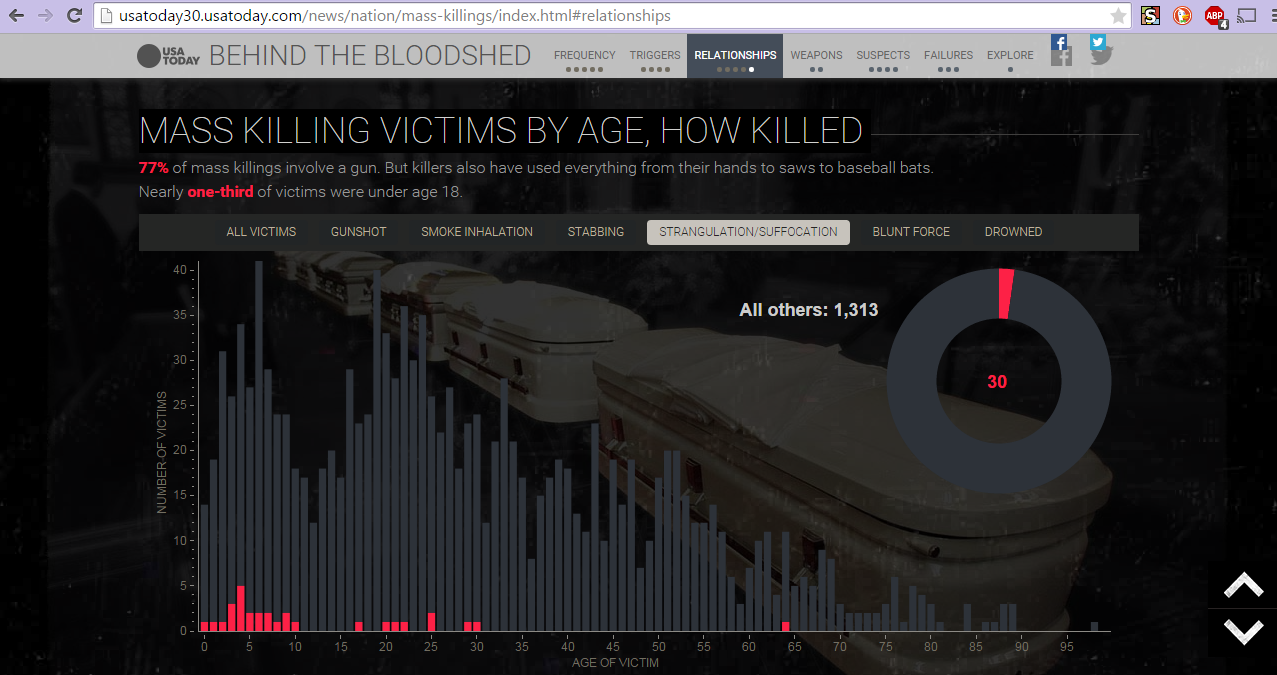 usatoday30.usatoday.com/news/nation/mass-killings/index.html#relationships
S
ABP
4
USA TODAY
BEHIND THE BLOODSHED
FREQUENCY TRIGGERS RELATIONSHIPS WEAPONS SUSPECTS FAILURES EXPLORE
MASS KILLING VICTIMS BY AGE, HOW KILLED
77% of mass killings involve a gun. But killers also have used everything from their hands to saws to baseball bats.
Nearly one-third of victims were under age 18.
ALL VICTIMS GUNSHOT SMOKE INHALATION STABBING STRANGULATION/SUFFOCATION BLUNT FORCE DROWNED
All others: 1,313
30
NUMBER OF VICTIMS
40
35
30
25
20
15
10
5
0
0 5 10 15 20 25 30 35 40 45 50 55 60 65 70 75 80 85 90 95
AGE OF VICTIM